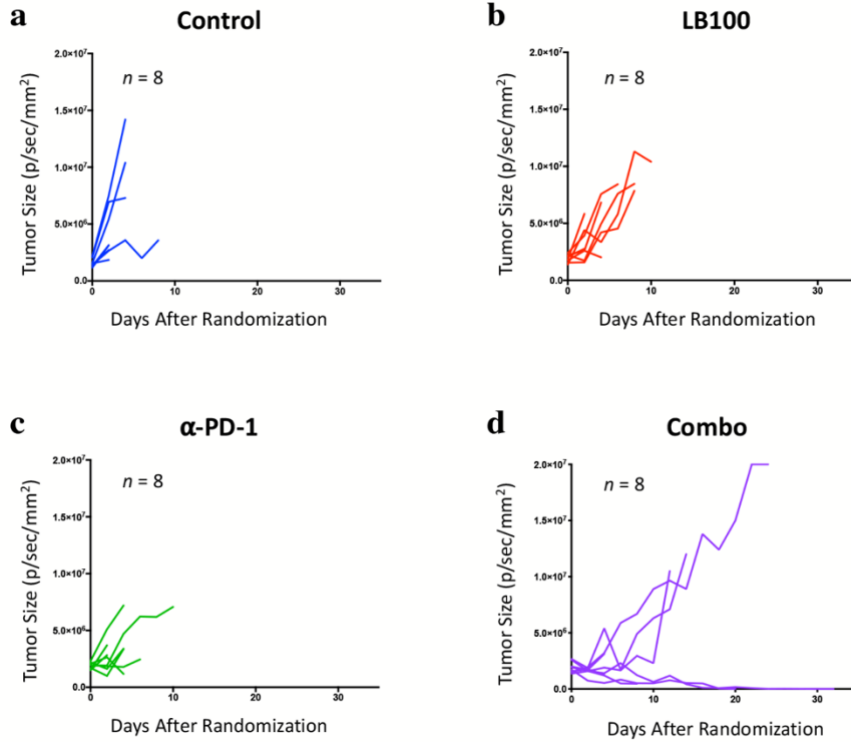 a Control
2.0×10⁷
n = 8
1.5×10⁷
1.0×10⁷
5.0×10⁶
0.0
0 10 20 30
Tumor Size (p/sec/mm²)
Days After Randomization
b LB100
2.0×10⁷
n = 8
1.5×10⁷
1.0×10⁷
5.0×10⁶
0.0
0 10 20 30
Tumor Size (p/sec/mm²)
Days After Randomization
c α-PD-1
2.0×10⁷
n = 8
1.5×10⁷
1.0×10⁷
5.0×10⁶
0.0
0 10 20 30
Tumor Size (p/sec/mm²)
Days After Randomization
d Combo
2.0×10⁷
n = 8
1.5×10⁷
1.0×10⁷
5.0×10⁶
0.0
0 10 20 30
Tumor Size (p/sec/mm²)
Days After Randomization